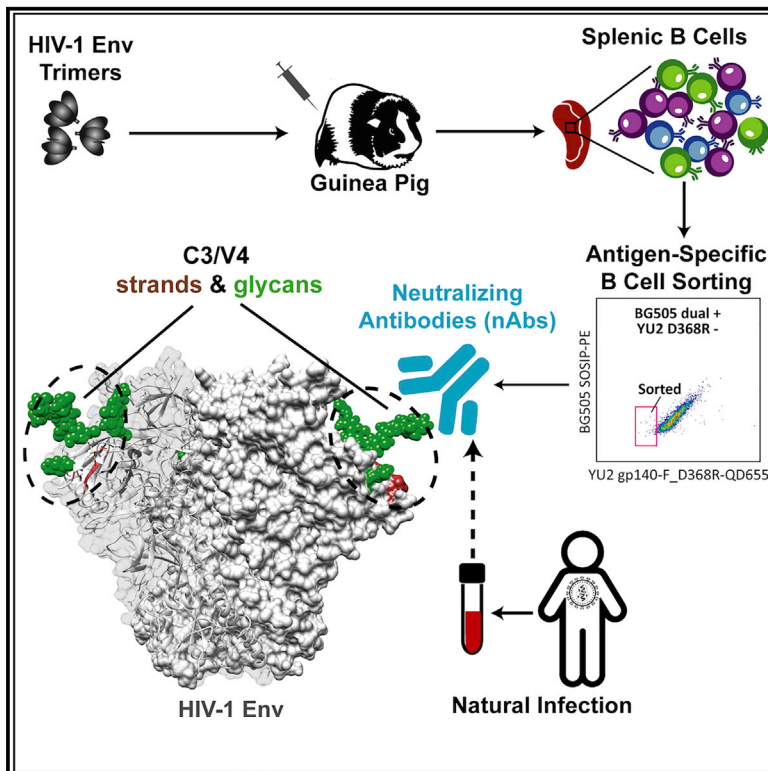 HIV-1 Env
Trimers
Guinea Pig
Splenic B Cells
Antigen-Specific
B Cell Sorting
BG505 dual +
YU2 D368R -
Sorted
BG505 SOSIP-PE
YU2 gp140-F_D368R-QD655
C3/V4
strands & glycans
Neutralizing
Antibodies (nAbs)
HIV-1 Env
Natural Infection